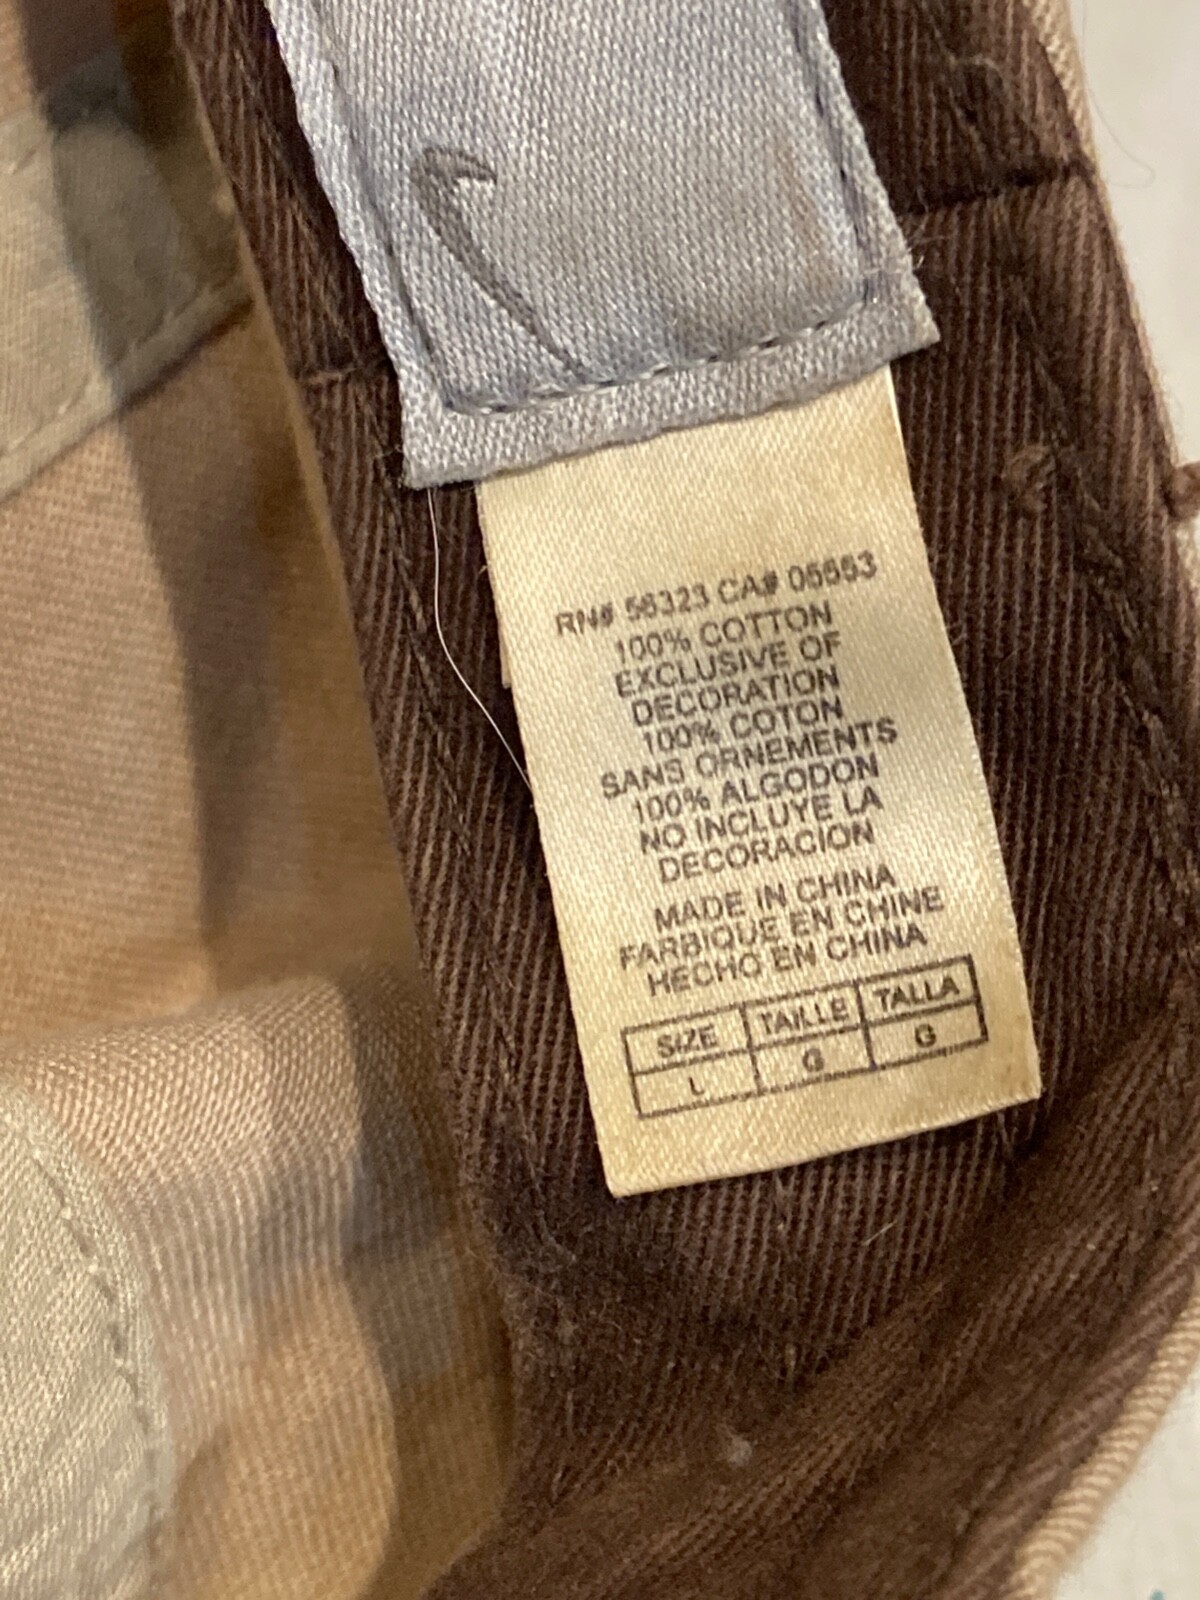 RN# 56323 CA# 05553
100% COTTON
EXCLUSIVE OF
DECORATION
100% COTON
SANS ORNEMENTS
100% ALGODON
NO INCLUYE LA
DECORACION
MADE IN CHINA
FARBIQUE EN CHINE
HECHO EN CHINA
SIZE TAILLE TALLA
L G G